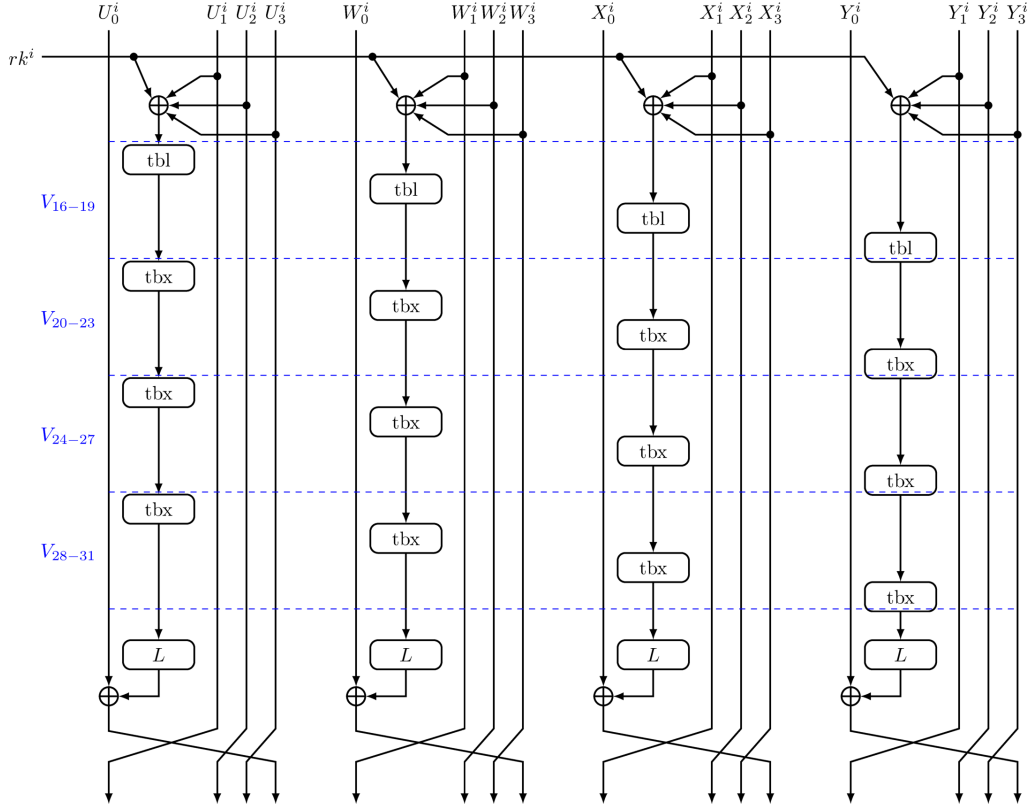 $U_0^i$ $U_1^i$ $U_2^i$ $U_3^i$ $W_0^i$ $W_1^i$ $W_2^i$ $W_3^i$ $X_0^i$ $X_1^i$ $X_2^i$ $X_3^i$ $Y_0^i$ $Y_1^i$ $Y_2^i$ $Y_3^i$
$rk^i$
tbl
tbl
$V_{16-19}$
tbl
tbl
tbx
tbx
$V_{20-23}$
tbx
tbx
tbx
tbx
$V_{24-27}$
tbx
tbx
tbx
tbx
$V_{28-31}$
tbx
tbx
L L L L